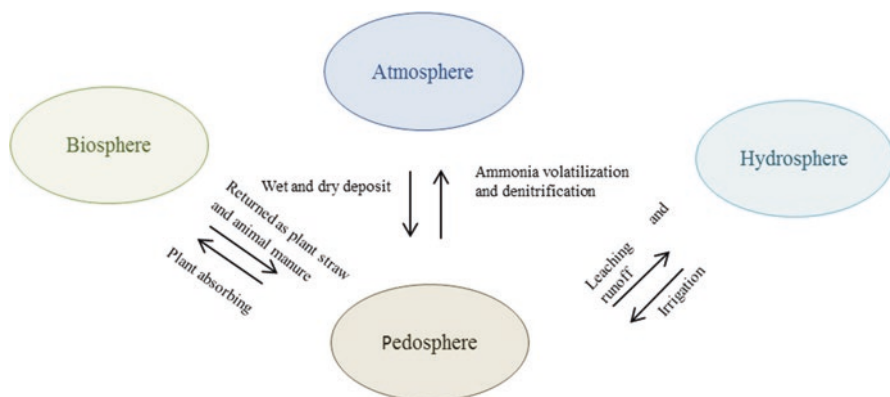 Atmosphere
Biosphere
Hydrosphere
Wet and dry deposit
Ammonia volatilization
and denitrification
Returned as plant straw
and animal manure
Plant absorbing
Leaching and
runoff
Irrigation
Pedosphere